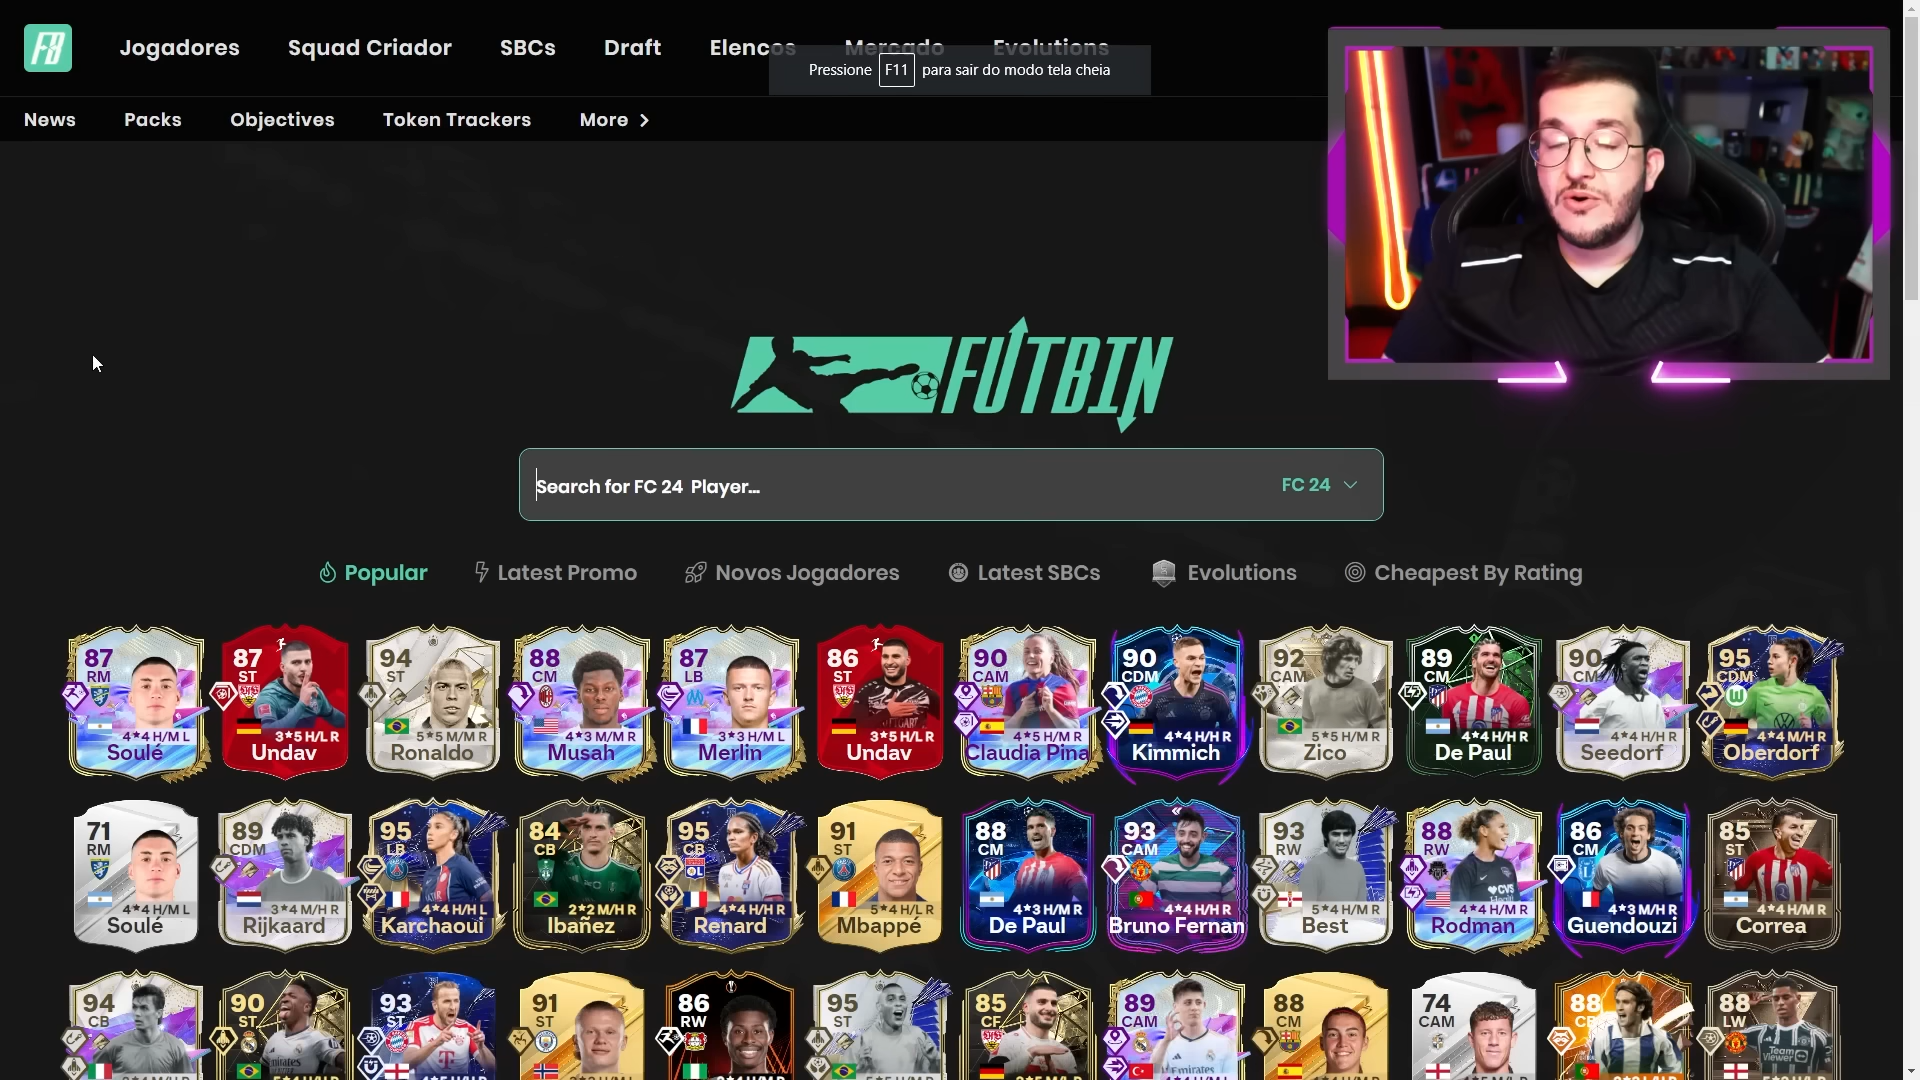 FB
Jogadores Squad Criador SBCs Draft Elencos Mercado Evolutions
Pressione F11 para sair do modo tela cheia
News Packs Objectives Token Trackers More
FUTBIN
Search for FC 24 Player... FC 24
Popular Latest Promo Novos Jogadores Latest SBCs Evolutions Cheapest By Rating
87 RM 4★4 H/M L Soulé
87 ST 3★5 H/L R Undav
94 ST 5★5 M/M R Ronaldo
88 CM 4★3 M/M R Musah
87 LB 3★3 H/M L Merlin
86 ST 3★5 H/L R Undav
90 CAM 4★5 H/M R Claudia Pina
90 CDM 4★4 H/H R Kimmich
92 CAM 5★5 H/M R Zico
89 CM 4★4 H/H R De Paul
90 CM 4★4 H/H R Seedorf
95 CDM 4★4 M/H R Oberdorf
71 RM 4★4 H/M L Soulé
89 CDM 3★4 M/H R Rijkaard
95 LB 4★4 H/H L Karchaoui
84 CB 2★2 M/H R Ibañez
95 CB 4★4 H/H R Renard
91 ST 5★4 H/L R Mbappé
88 CM 4★3 H/M R De Paul
93 CAM 4★4 H/H R Bruno Fernan
93 RW 5★4 H/M R Best
88 RW 4★4 H/M R Rodman
86 CM 4★3 M/H R Guendouzi
85 ST 4★4 H/M R Correa
94 CB
90 ST
93 ST
91 ST
86 RW
95 ST
85 CF
89 CAM
88 CM
74 CAM
88
88 LW